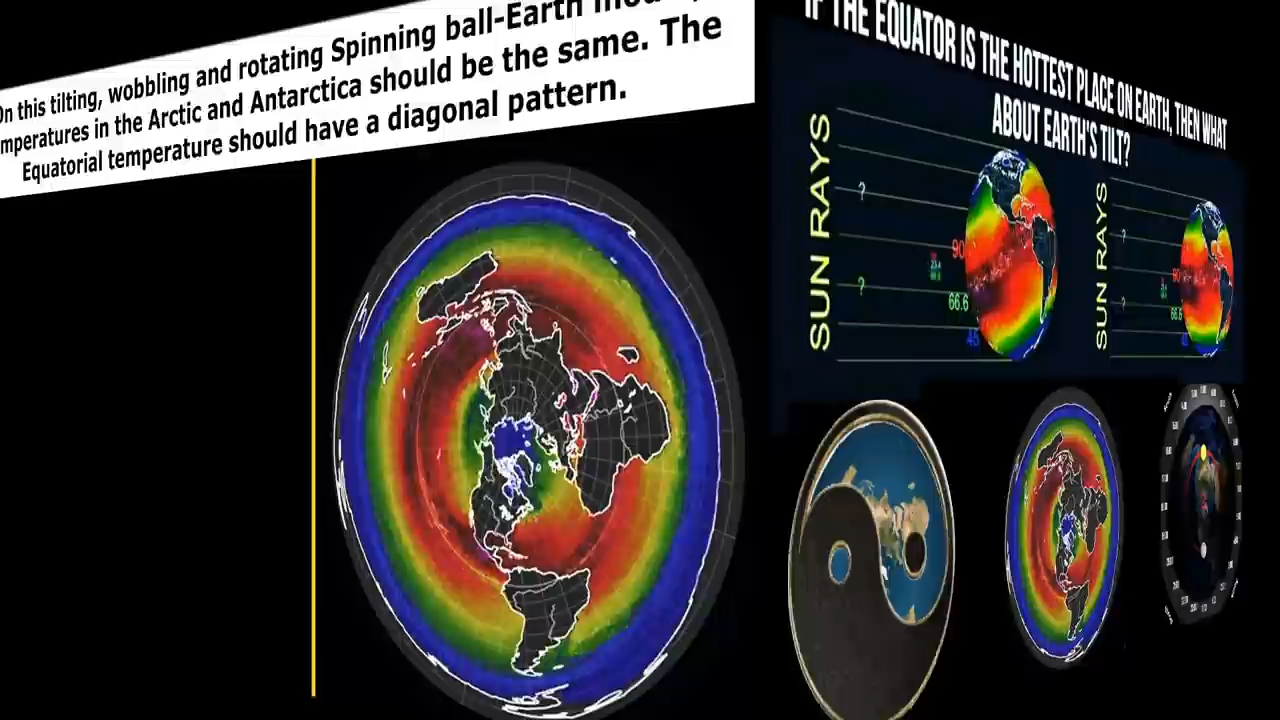 On this tilting, wobbling and rotating Spinning ball-Earth
mperatures in the Arctic and Antarctica should be the same. The
Equatorial temperature should have a diagonal pattern.
IF THE EQUATOR IS THE HOTTEST PLACE ON EARTH, THEN WHAT
ABOUT EARTH'S TILT?
SUN RAYS
?
90
?
66.6
45
SUN RAYS
?
90
?
66.6